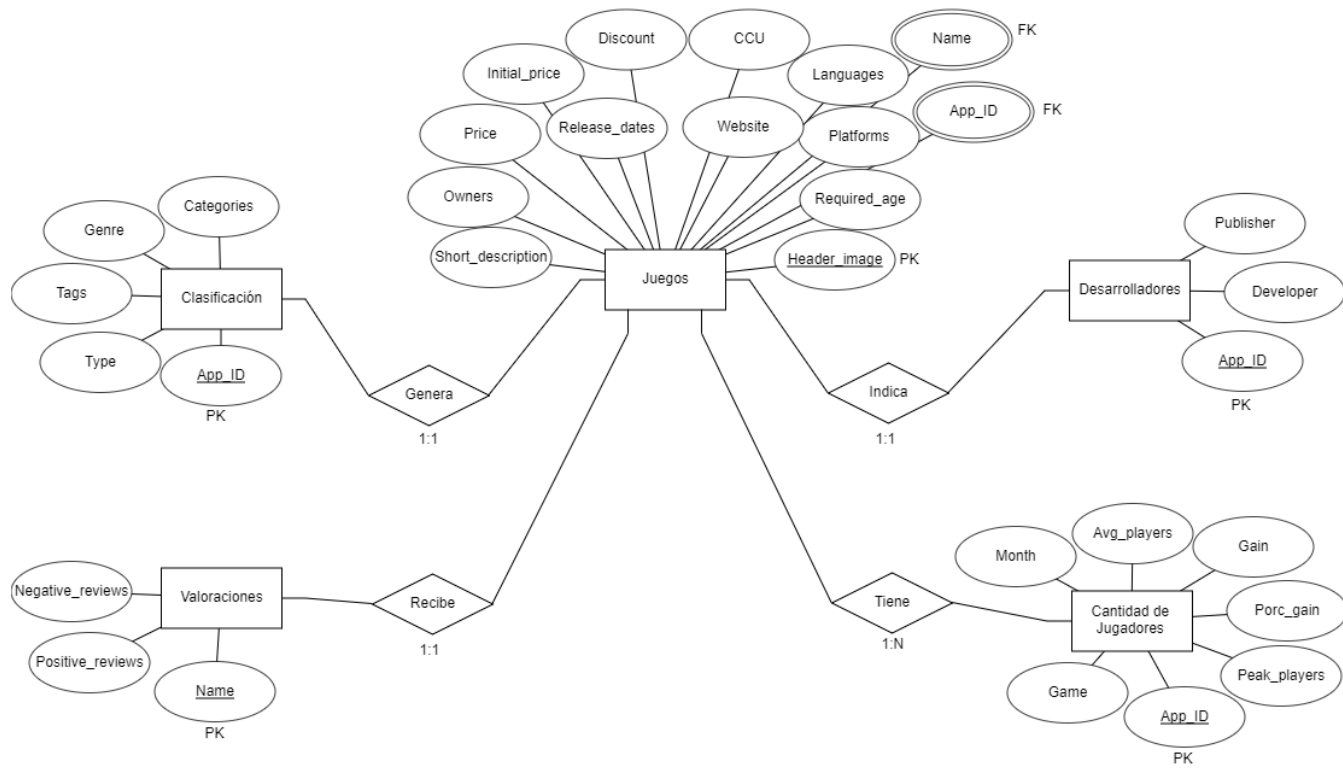 Discount
CCU
Name
FK
Initial_price
Languages
App_ID
FK
Price
Release_dates
Website
Platforms
Owners
Required_age
Short_description
Juegos
Header_image
PK
Categories
Genre
Tags
Clasificación
Type
App_ID
PK
Publisher
Desarrolladores
Developer
App_ID
PK
Genera
1:1
Indica
1:1
Negative_reviews
Valoraciones
Positive_reviews
Name
PK
Recibe
1:1
Tiene
1:N
Month
Avg_players
Gain
Cantidad de
Jugadores
Porc_gain
Peak_players
Game
App_ID
PK